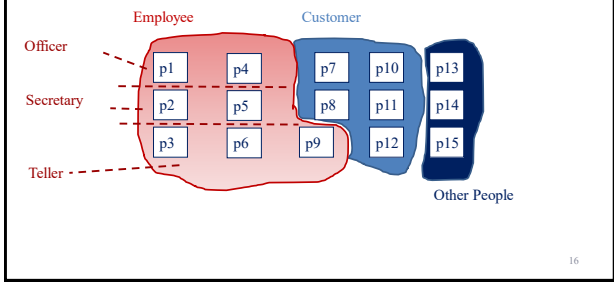 Employee Customer
Officer
p1 p4 p7 p10 p13
Secretary
p2 p5 p8 p11 p14
p3 p6 p9 p12 p15
Teller
Other People
16